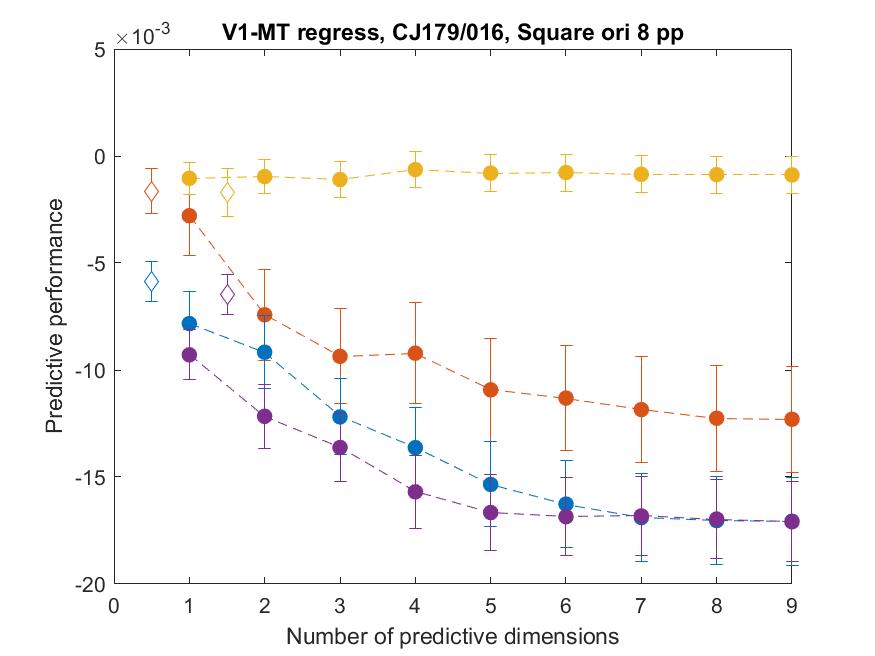 ×10-3
V1-MT regress, CJ179/016, Square ori 8 pp
5
0
-5
-10
-15
-20
Predictive performance
0 1 2 3 4 5 6 7 8 9
Number of predictive dimensions